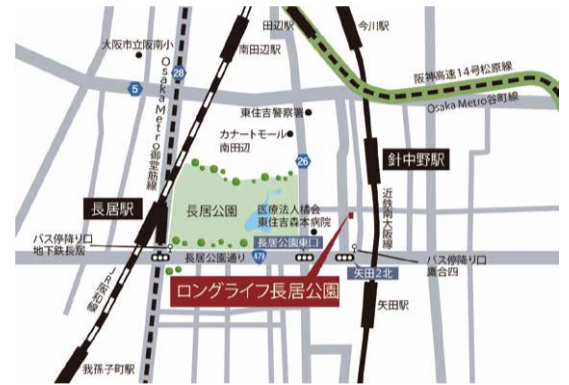 田辺駅
今川駅
大阪市立阪南小
南田辺駅
28
5
Osaka Metro御堂筋線
阪神高速14号松原線
Osaka Metro谷町線
東住吉警察署
カナートモール
南田辺
26
針中野駅
長居公園
長居駅
医療法人橘会
東住吉森本病院
近鉄南大阪線
バス停降り口
地下鉄長居
長居公園東口
長居公園通り
479
バス停降り口
鷹合四
矢田2北
ロングライフ長居公園
JR阪和線
矢田駅
我孫子町駅